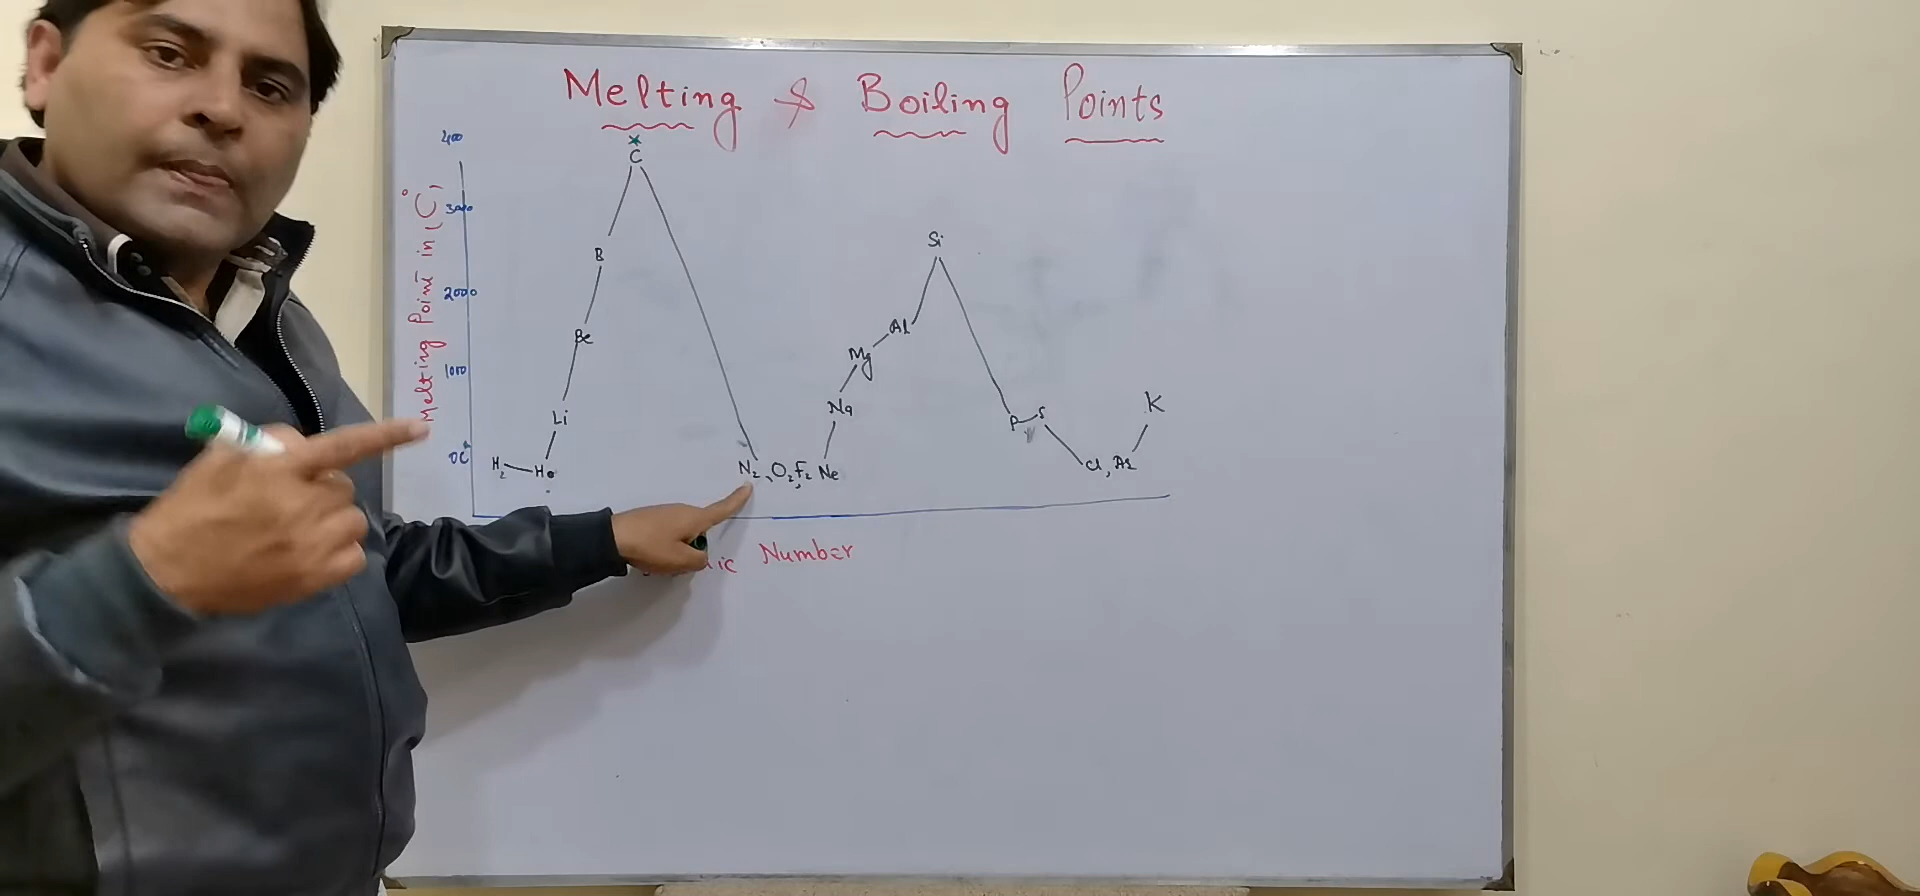 Melting & Boiling Points
400
3000
2000
1000
0C°
Melting Point in (C°)
C
B
Be
Li
H₂
He
N₂, O₂, F₂ Ne
Na
Mg
Al
Si
P
S
Cl, Ar
K
ic Number